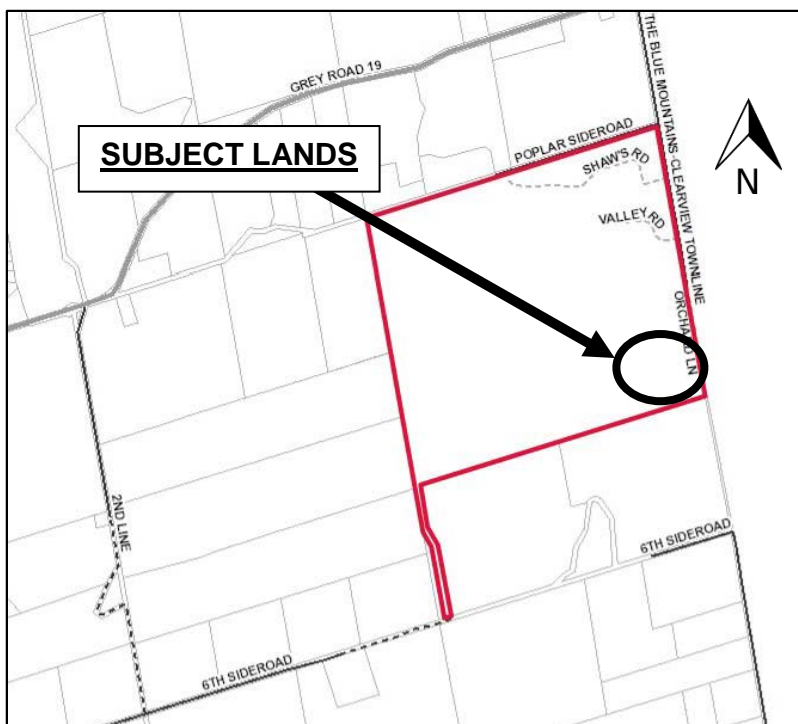 GREY ROAD 19
THE BLUE MOUNTAINS-CLEARVIEW TOWNLINE
SUBJECT LANDS
POPLAR SIDEROAD
SHAW'S RD
N
VALLEY RD
ORCHARD LN
2ND LINE
6TH SIDEROAD
6TH SIDEROAD